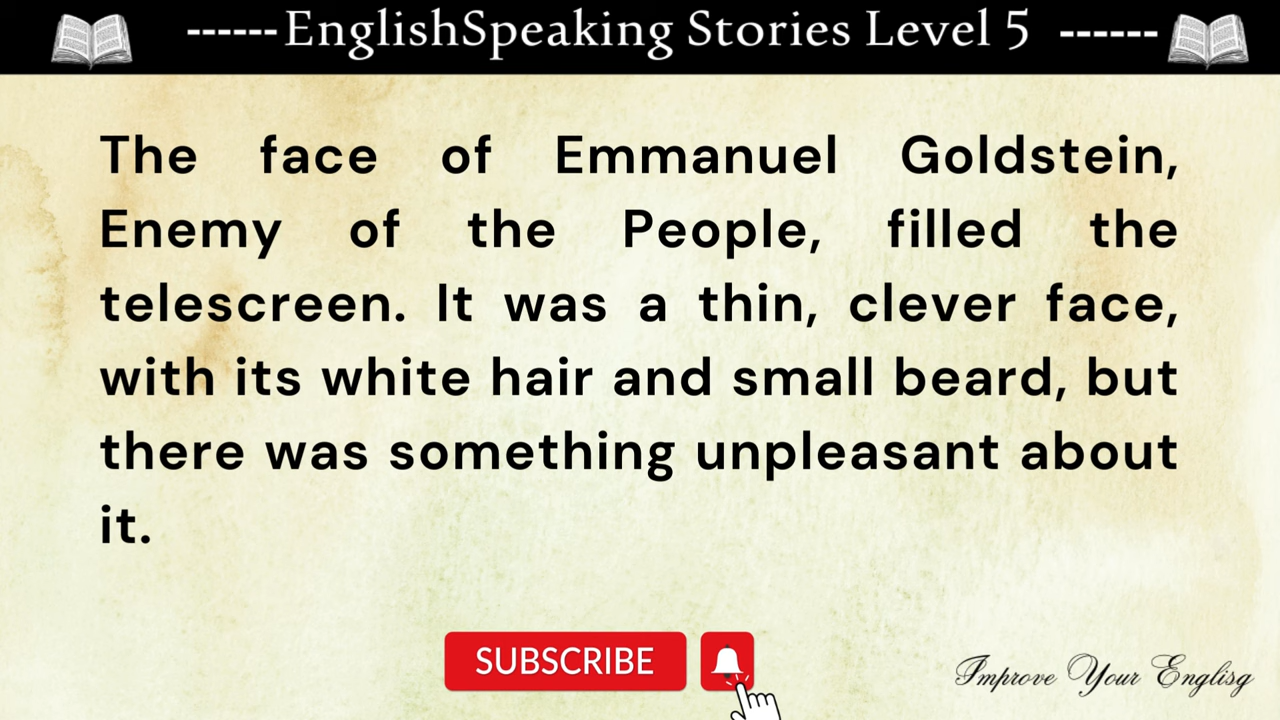 ------EnglishSpeaking Stories Level 5 ------
The face of Emmanuel Goldstein,
Enemy of the People, filled the
telescreen. It was a thin, clever face,
with its white hair and small beard, but
there was something unpleasant about
it.
SUBSCRIBE
Improve Your Englisg